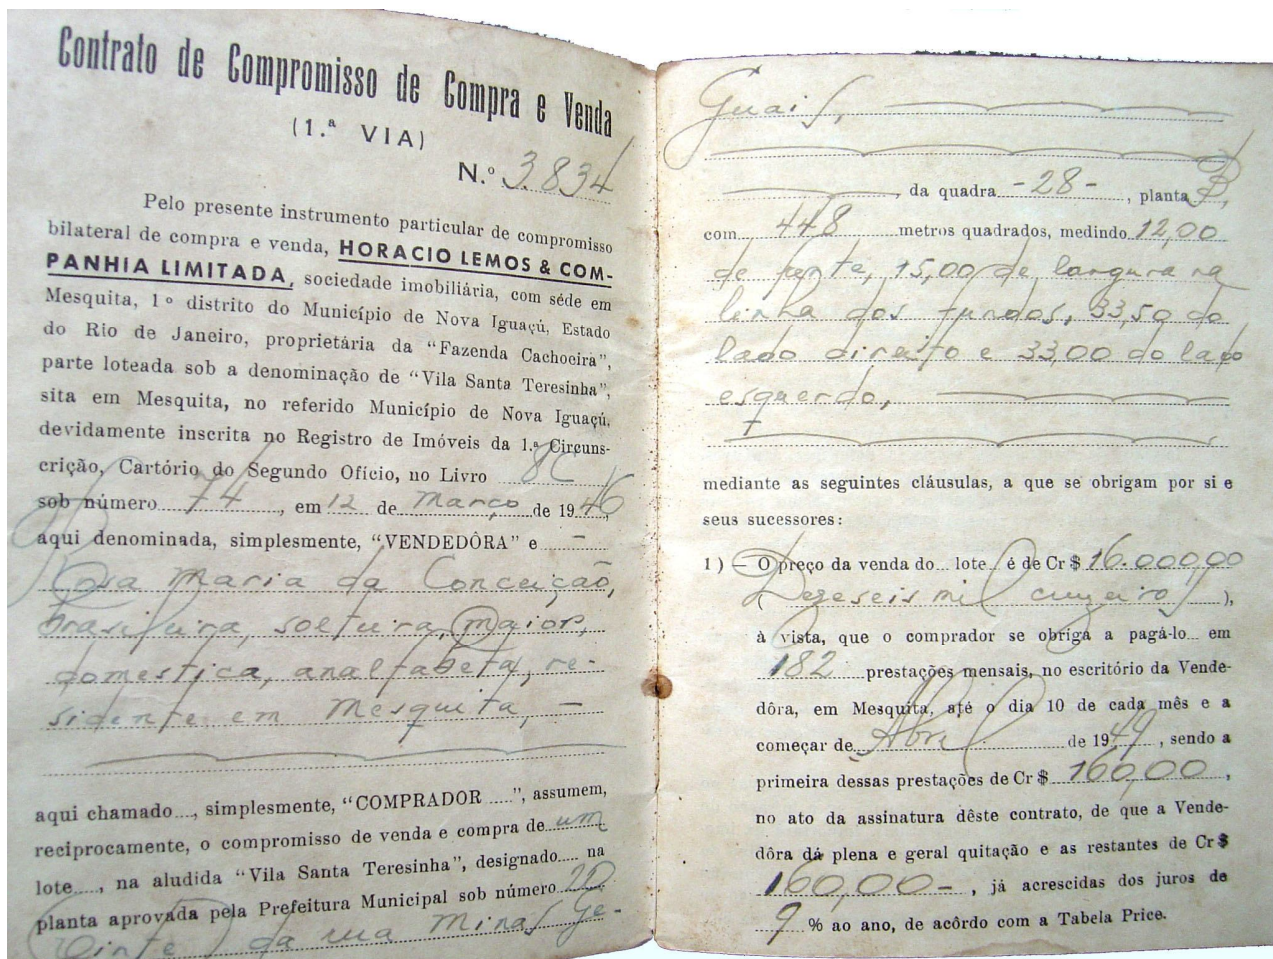 Contrato de Compromisso de Compra e Venda
(1.ª VIA)
N.º 3.834
Pelo presente instrumento particular de compromisso
bilateral de compra e venda, HORACIO LEMOS & COM-
PANHIA LIMITADA, sociedade imobiliária, com séde em
Mesquita, 1º distrito do Município de Nova Iguaçú, Estado
do Rio de Janeiro, proprietária da "Fazenda Cachoeira",
parte loteada sob a denominação de "Vila Santa Teresinha",
sita em Mesquita, no referido Município de Nova Iguaçú,
devidamente inscrita no Registro de Imóveis da 1.ª Circuns-
crição, Cartório do Segundo Ofício, no Livro 8C
sob número 74, em 12 de março de 1946,
aqui denominada, simplesmente, "VENDEDÔRA" e -
Rosa Maria da Conceição,
brasileira, solteira, maior,
domestica, analfabeta, re-
sidente em Mesquita, -
aqui chamado...., simplesmente, "COMPRADOR .....", assumem,
reciprocamente, o compromisso de venda e compra de um
lote...., na aludida "Vila Santa Teresinha", designado.... na
planta aprovada pela Prefeitura Municipal sob número 20
(vinte) da rua Minas Ge-
raes,
, da quadra -28-, planta
com 448 metros quadrados, medindo 12,00
de frente, 15,00 de largura na
linha dos fundos, 33,50 do
lado direito e 33,00 do lado
esquerdo,
mediante as seguintes cláusulas, a que se obrigam por si e
seus sucessores:
1) — O preço da venda do... lote é de Cr$ 16.000,00
(Dezeseis mil cruzeiros),
à vista, que o comprador se obriga a pagá-lo... em
182 prestações mensais, no escritório da Vende-
dôra, em Mesquita, até o dia 10 de cada mês e a
começar de Abril de 1949, sendo a
primeira dessas prestações de Cr$ 160,00,
no ato da assinatura dêste contrato, de que a Vende-
dôra dá plena e geral quitação e as restantes de Cr$
160,00-, já acrescidas dos juros de
9 % ao ano, de acôrdo com a Tabela Price.